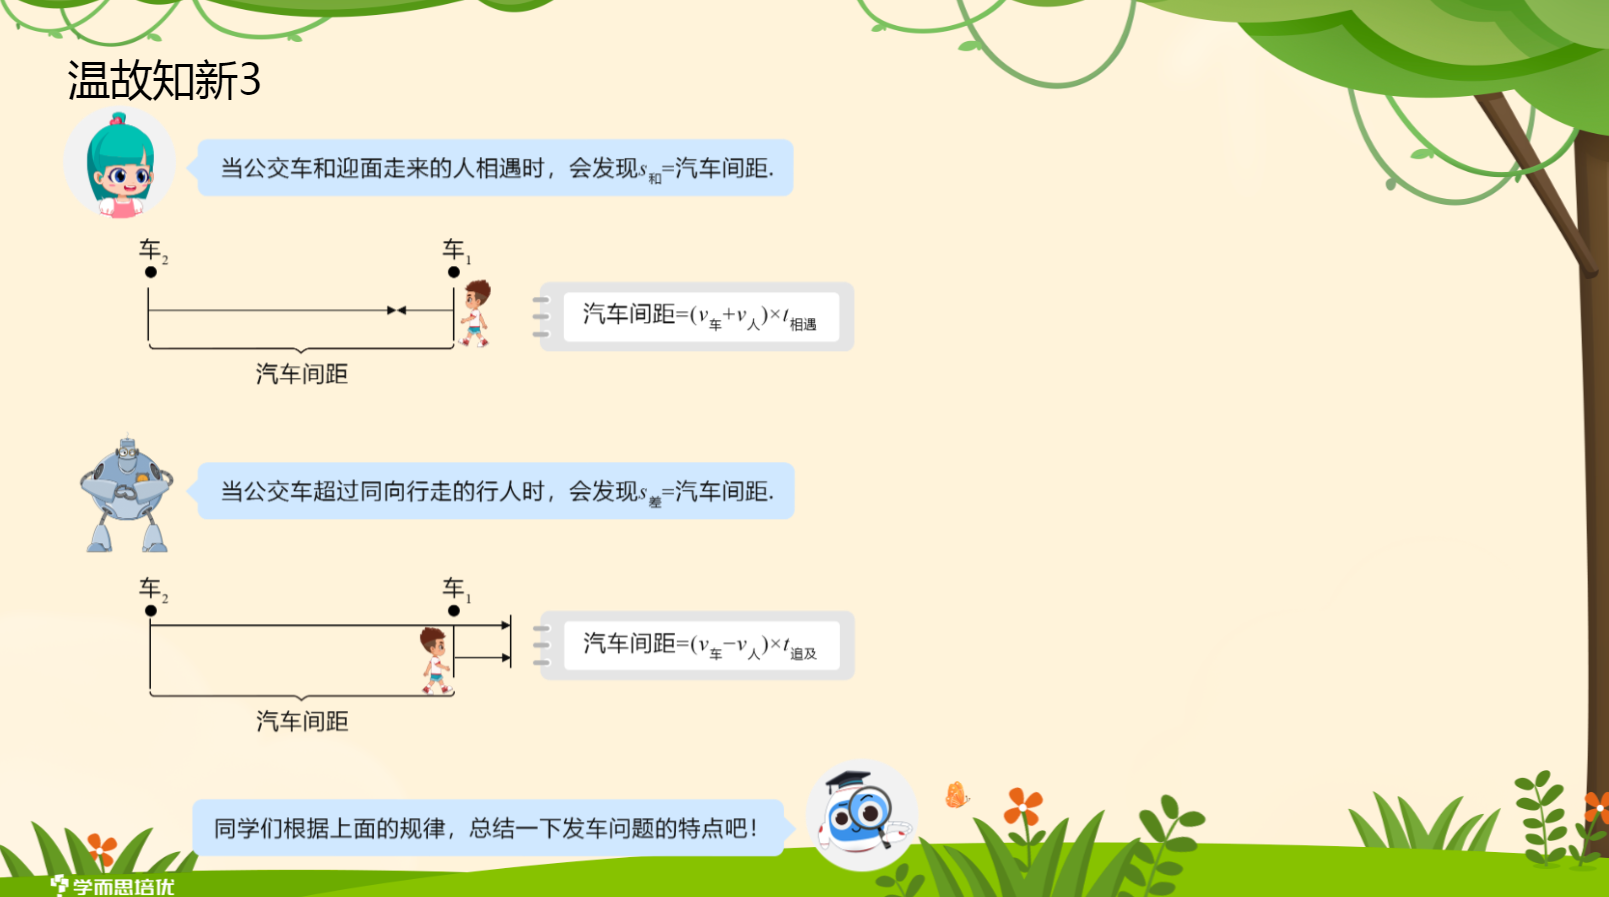 温故知新3
当公交车和迎面走来的人相遇时，会发现s和=汽车间距.
车2 车1
汽车间距=(v车+v人)×t相遇
汽车间距
当公交车超过同向行走的行人时，会发现s差=汽车间距.
车2 车1
汽车间距=(v车−v人)×t追及
汽车间距
同学们根据上面的规律，总结一下发车问题的特点吧！
学而思培优